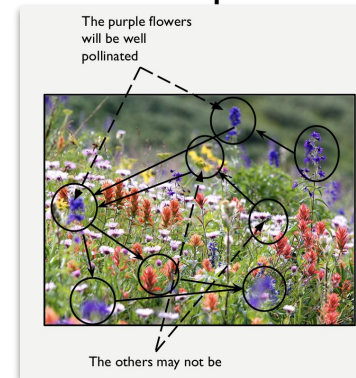 The purple flowers
will be well
pollinated
The others may not be